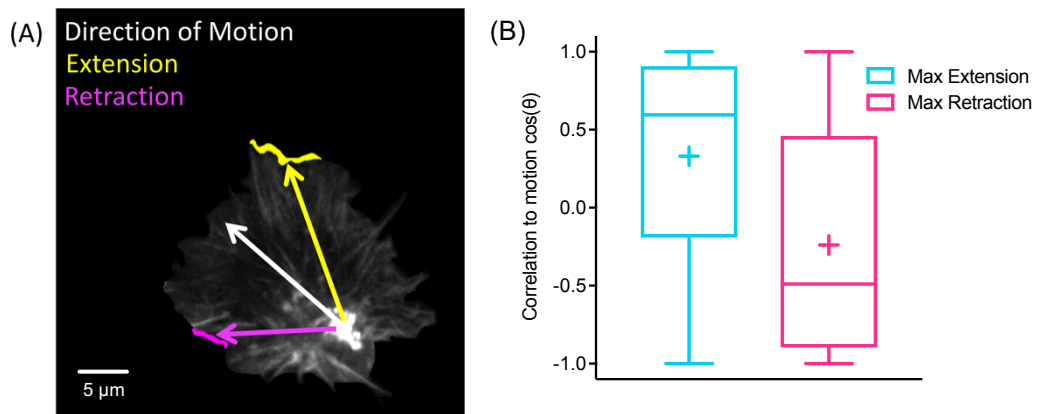 (A)
Direction of Motion
Extension
Retraction
5 µm
(B)
Correlation to motion cos(θ)
1.0
0.5
0.0
-0.5
-1.0
Max Extension
Max Retraction